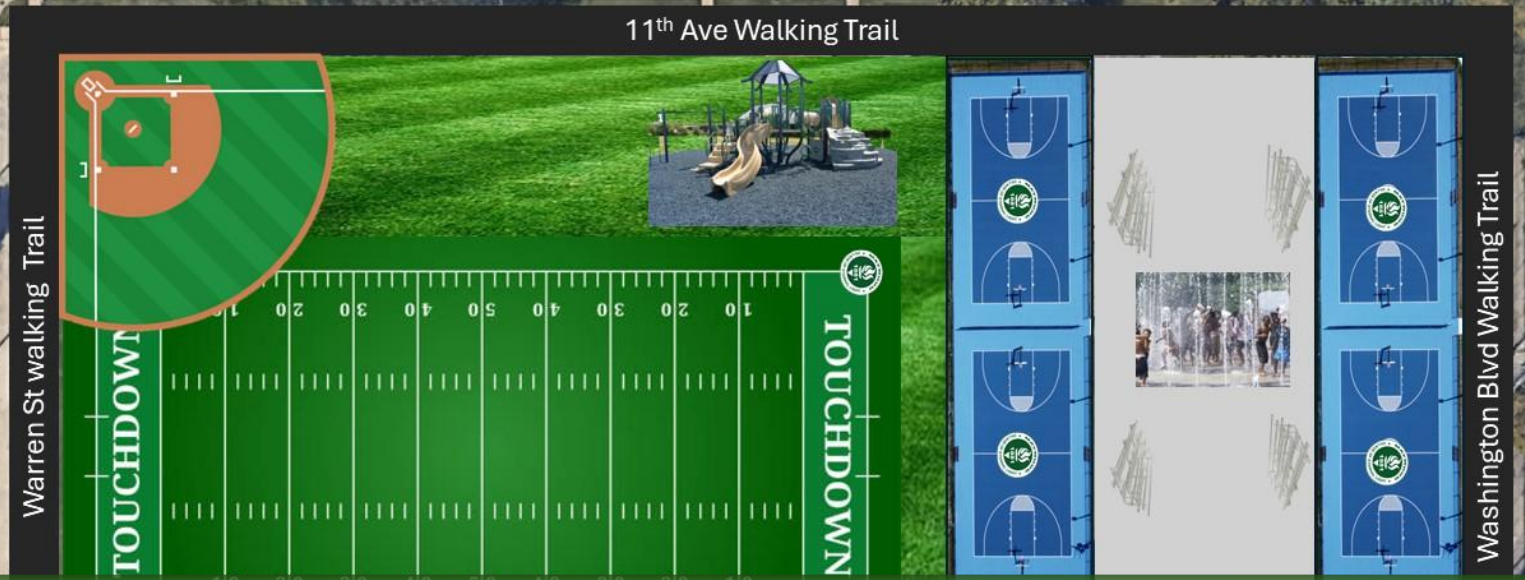 11th Ave Walking Trail
Warren St walking Trail
Washington Blvd Walking Trail
TOUCHDOWN
TOUCHDOWN
20 30 40 50 40 30 20 10